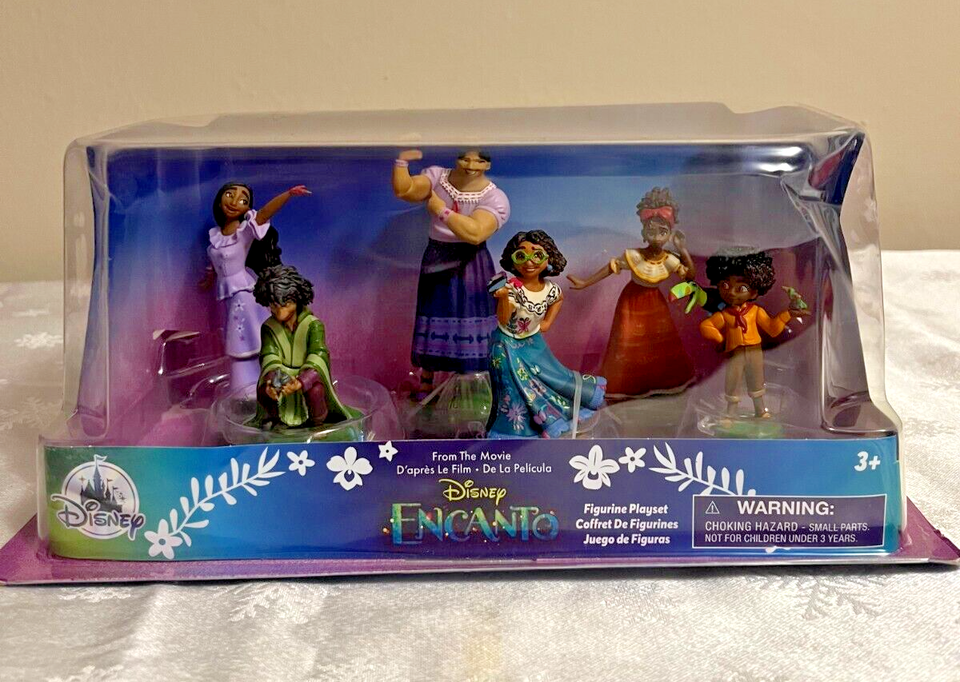 From The Movie
D'après Le Film - De La Película
Disney
ENCANTO
Disney
Figurine Playset
Coffret De Figurines
Juego de Figuras
3+
⚠ WARNING:
CHOKING HAZARD - SMALL PARTS.
NOT FOR CHILDREN UNDER 3 YEARS.